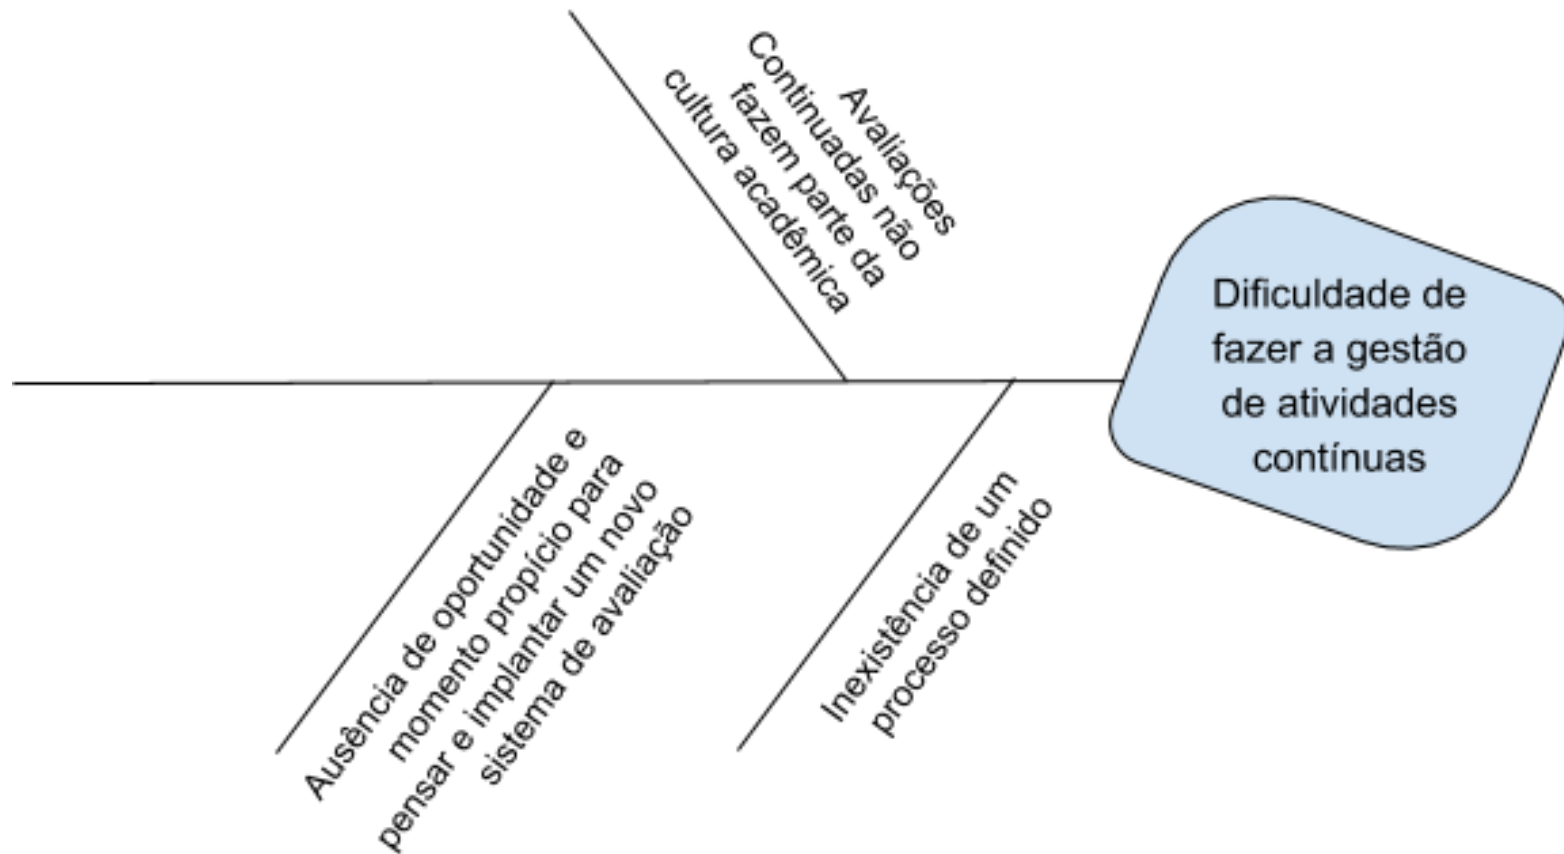 Avaliações
Continuadas não
fazem parte da
cultura acadêmica
Dificuldade de
fazer a gestão
de atividades
contínuas
Ausência de oportunidade e
momento propício para
pensar e implantar um novo
sistema de avaliação
Inexistência de um
processo definido